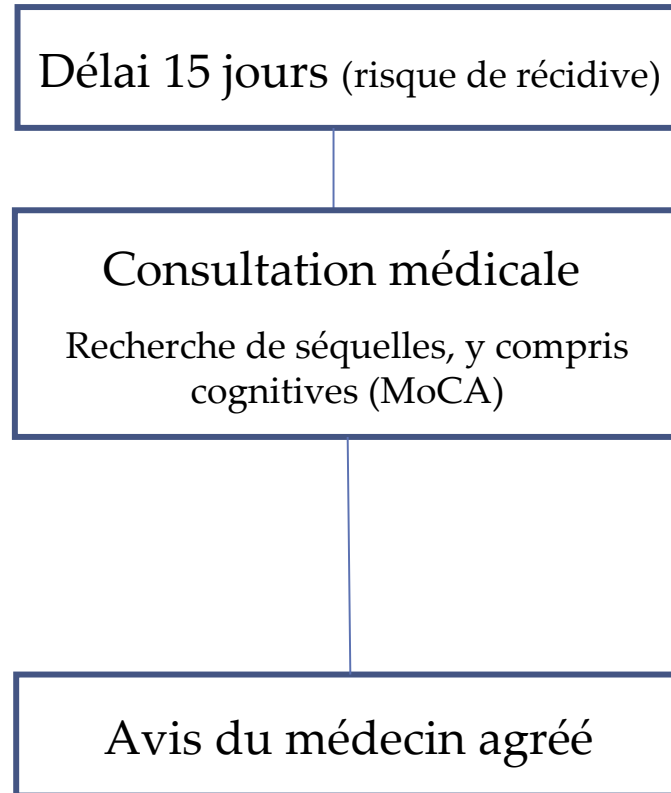 Délai 15 jours (risque de récidive)
Consultation médicale
Recherche de séquelles, y compris
cognitives (MoCA)
Avis du médecin agréé